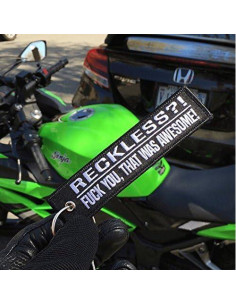 RECKLESS?!
FUCK YOU, THAT WAS AWESOME!